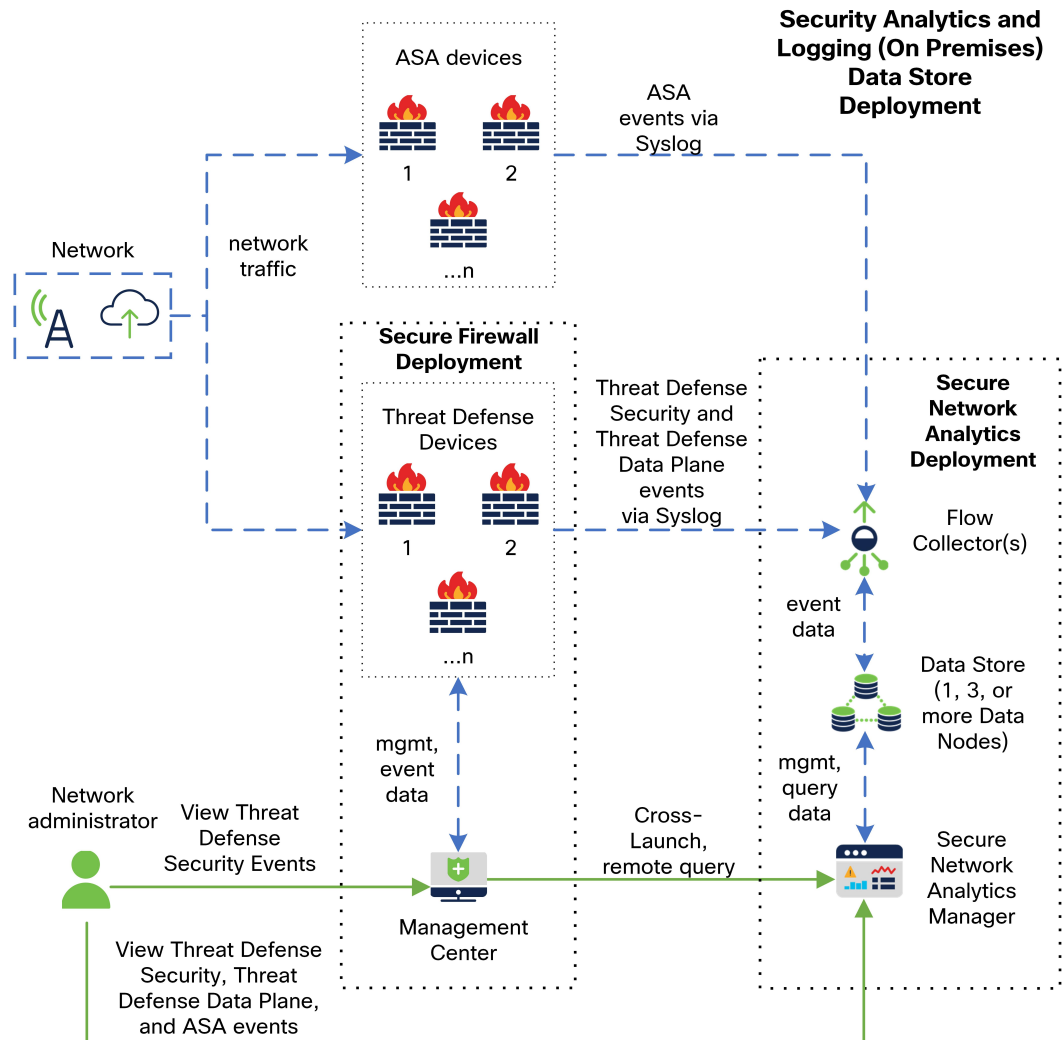 Security Analytics and
Logging (On Premises)
Data Store
Deployment
ASA devices
1
2
...n
ASA
events via
Syslog
Network
network
traffic
Secure Firewall
Deployment
Threat Defense
Devices
1
2
...n
Threat Defense
Security and
Threat Defense
Data Plane
events
via Syslog
Secure
Network
Analytics
Deployment
Flow
Collector(s)
event
data
Data Store
(1, 3, or
more Data
Nodes)
mgmt,
event
data
mgmt,
query
data
Network
administrator
View Threat
Defense
Security Events
Cross-
Launch,
remote query
Secure
Network
Analytics
Manager
Management
Center
View Threat Defense
Security, Threat
Defense Data Plane,
and ASA events